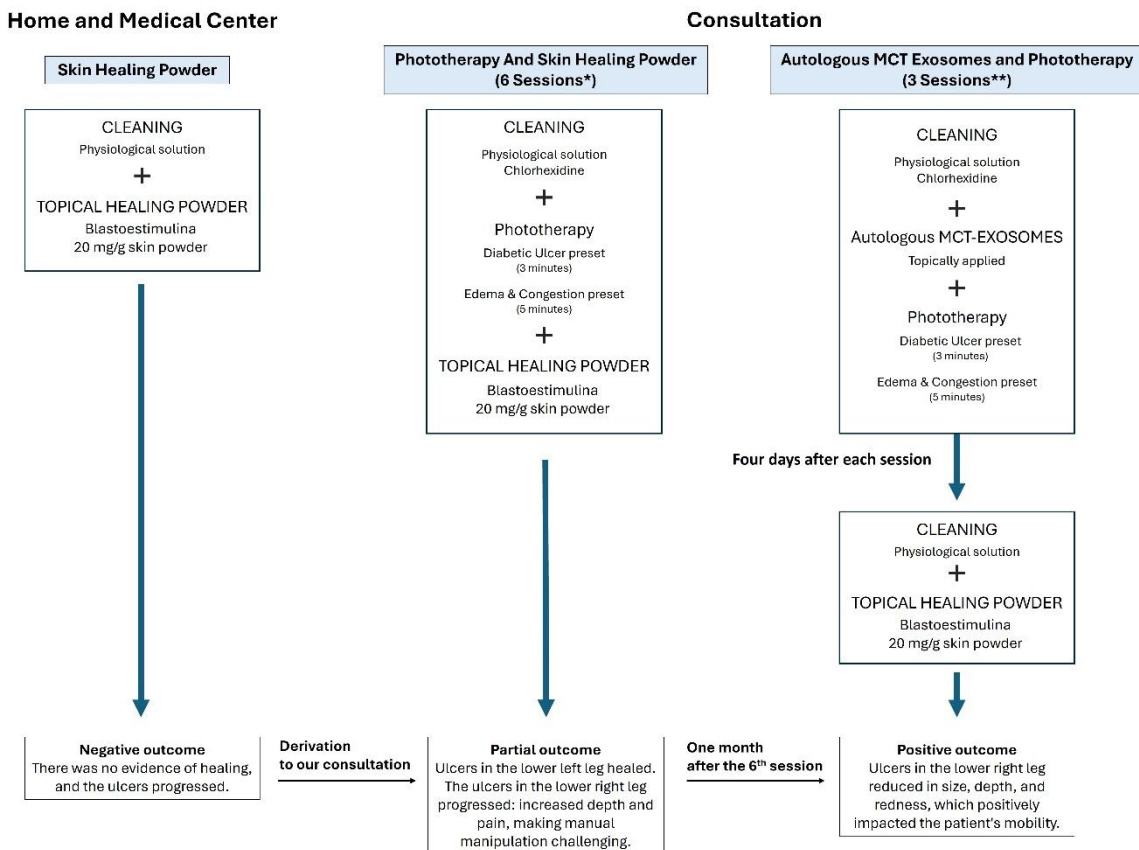 Home and Medical Center
Consultation
Skin Healing Powder
CLEANING
Physiological solution
+
TOPICAL HEALING POWDER
Blastoestimulina
20 mg/g skin powder
Negative outcome
There was no evidence of healing,
and the ulcers progressed.
Derivation
to our consultation
Phototherapy And Skin Healing Powder
(6 Sessions*)
CLEANING
Physiological solution
Chlorhexidine
+
Phototherapy
Diabetic Ulcer preset
(3 minutes)
Edema & Congestion preset
(5 minutes)
+
TOPICAL HEALING POWDER
Blastoestimulina
20 mg/g skin powder
Partial outcome
Ulcers in the lower left leg healed.
The ulcers in the lower right leg
progressed: increased depth and
pain, making manual
manipulation challenging.
One month
after the 6th session
Autologous MCT Exosomes and Phototherapy
(3 Sessions**)
CLEANING
Physiological solution
Chlorhexidine
+
Autologous MCT-EXOSOMES
Topically applied
+
Phototherapy
Diabetic Ulcer preset
(3 minutes)
Edema & Congestion preset
(5 minutes)
Four days after each session
CLEANING
Physiological solution
+
TOPICAL HEALING POWDER
Blastoestimulina
20 mg/g skin powder
Positive outcome
Ulcers in the lower right leg
reduced in size, depth, and
redness, which positively
impacted the patient's mobility.